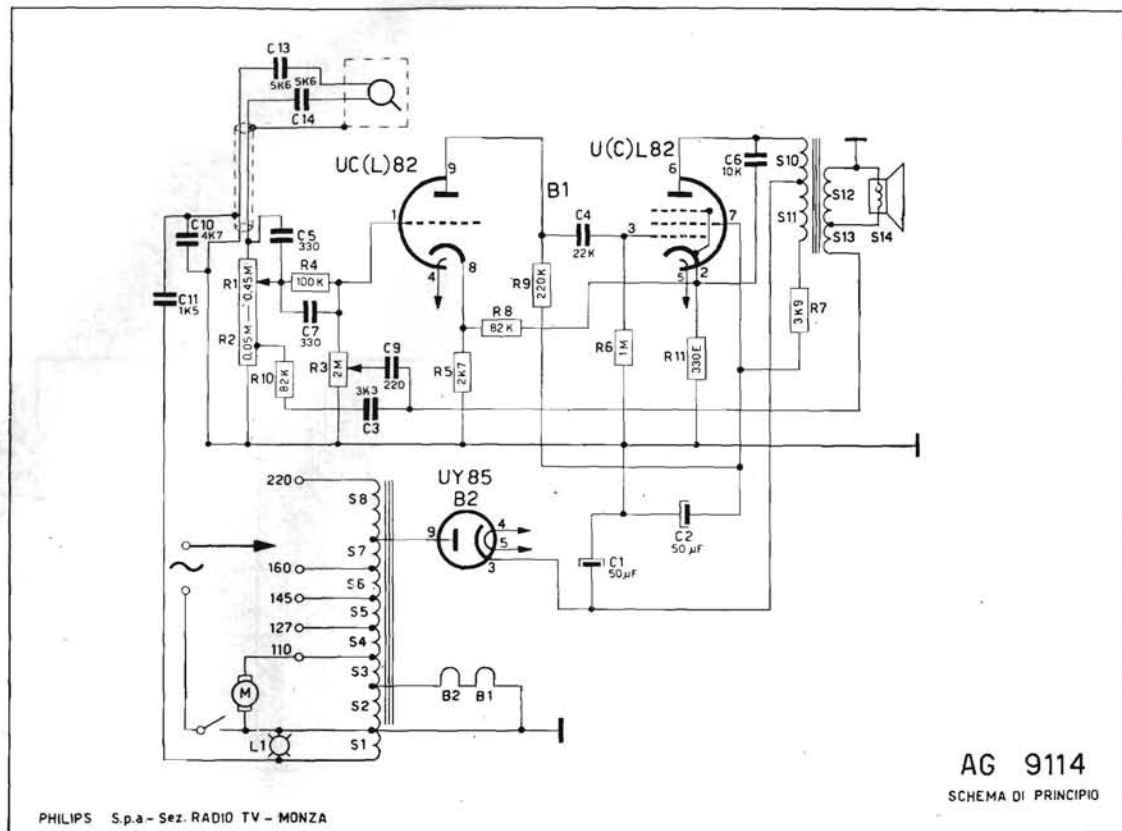 C13
5K6
5K6
C14
UC(L)82
9
1
4
8
U(C)L82
6
7
3
5
2
B1
C6
10K
S10
S11
S12
S13
S14
C10
4K7
C5
330
R4
100K
C4
22K
R9
220K
C11
1K5
R1
0,05M – 0,45M
R2
C7
330
R8
82K
R7
3K9
R10
82K
R3
2M
C9
220
3K3
C3
R5
2K7
R6
1M
R11
330E
220
S8
UY85
B2
9
4
5
3
C2
50µF
C1
50µF
S7
160
S6
145
S5
127
S4
110
S3
M
B2
B1
S2
L1
S1
AG 9114
SCHEMA DI PRINCIPIO
PHILIPS S.p.a – Sez. RADIO TV – MONZA